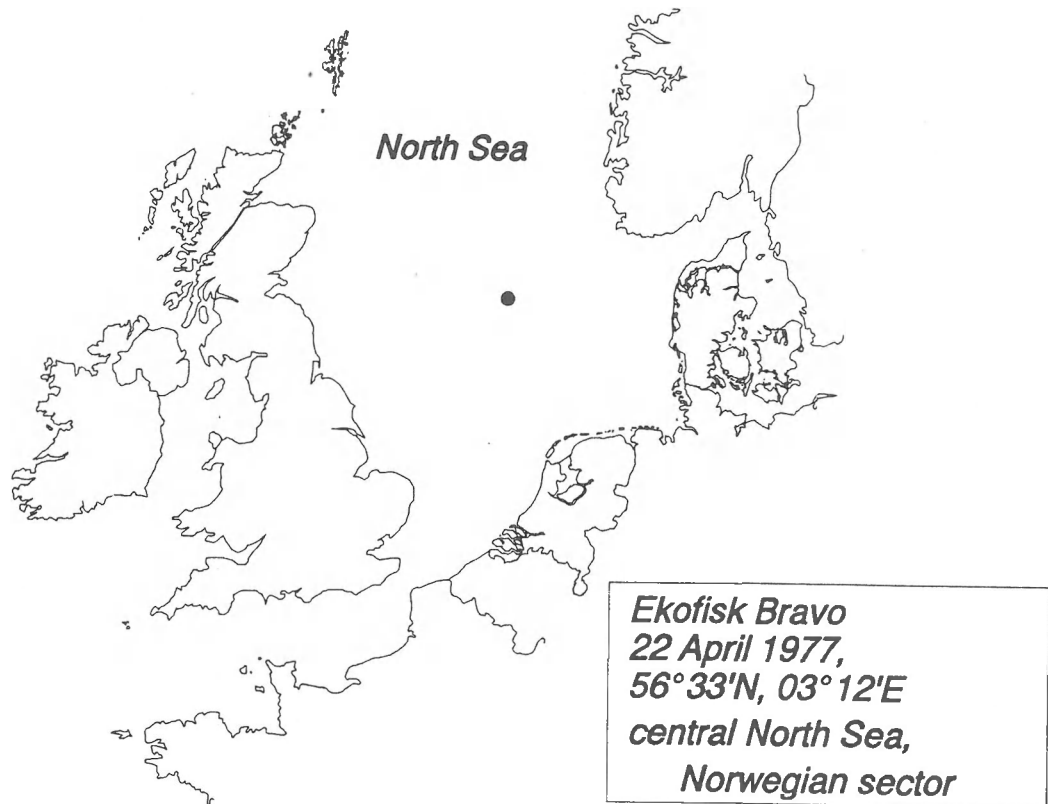 North Sea
Ekofisk Bravo
22 April 1977,
56°33'N, 03°12'E
central North Sea,
Norwegian sector